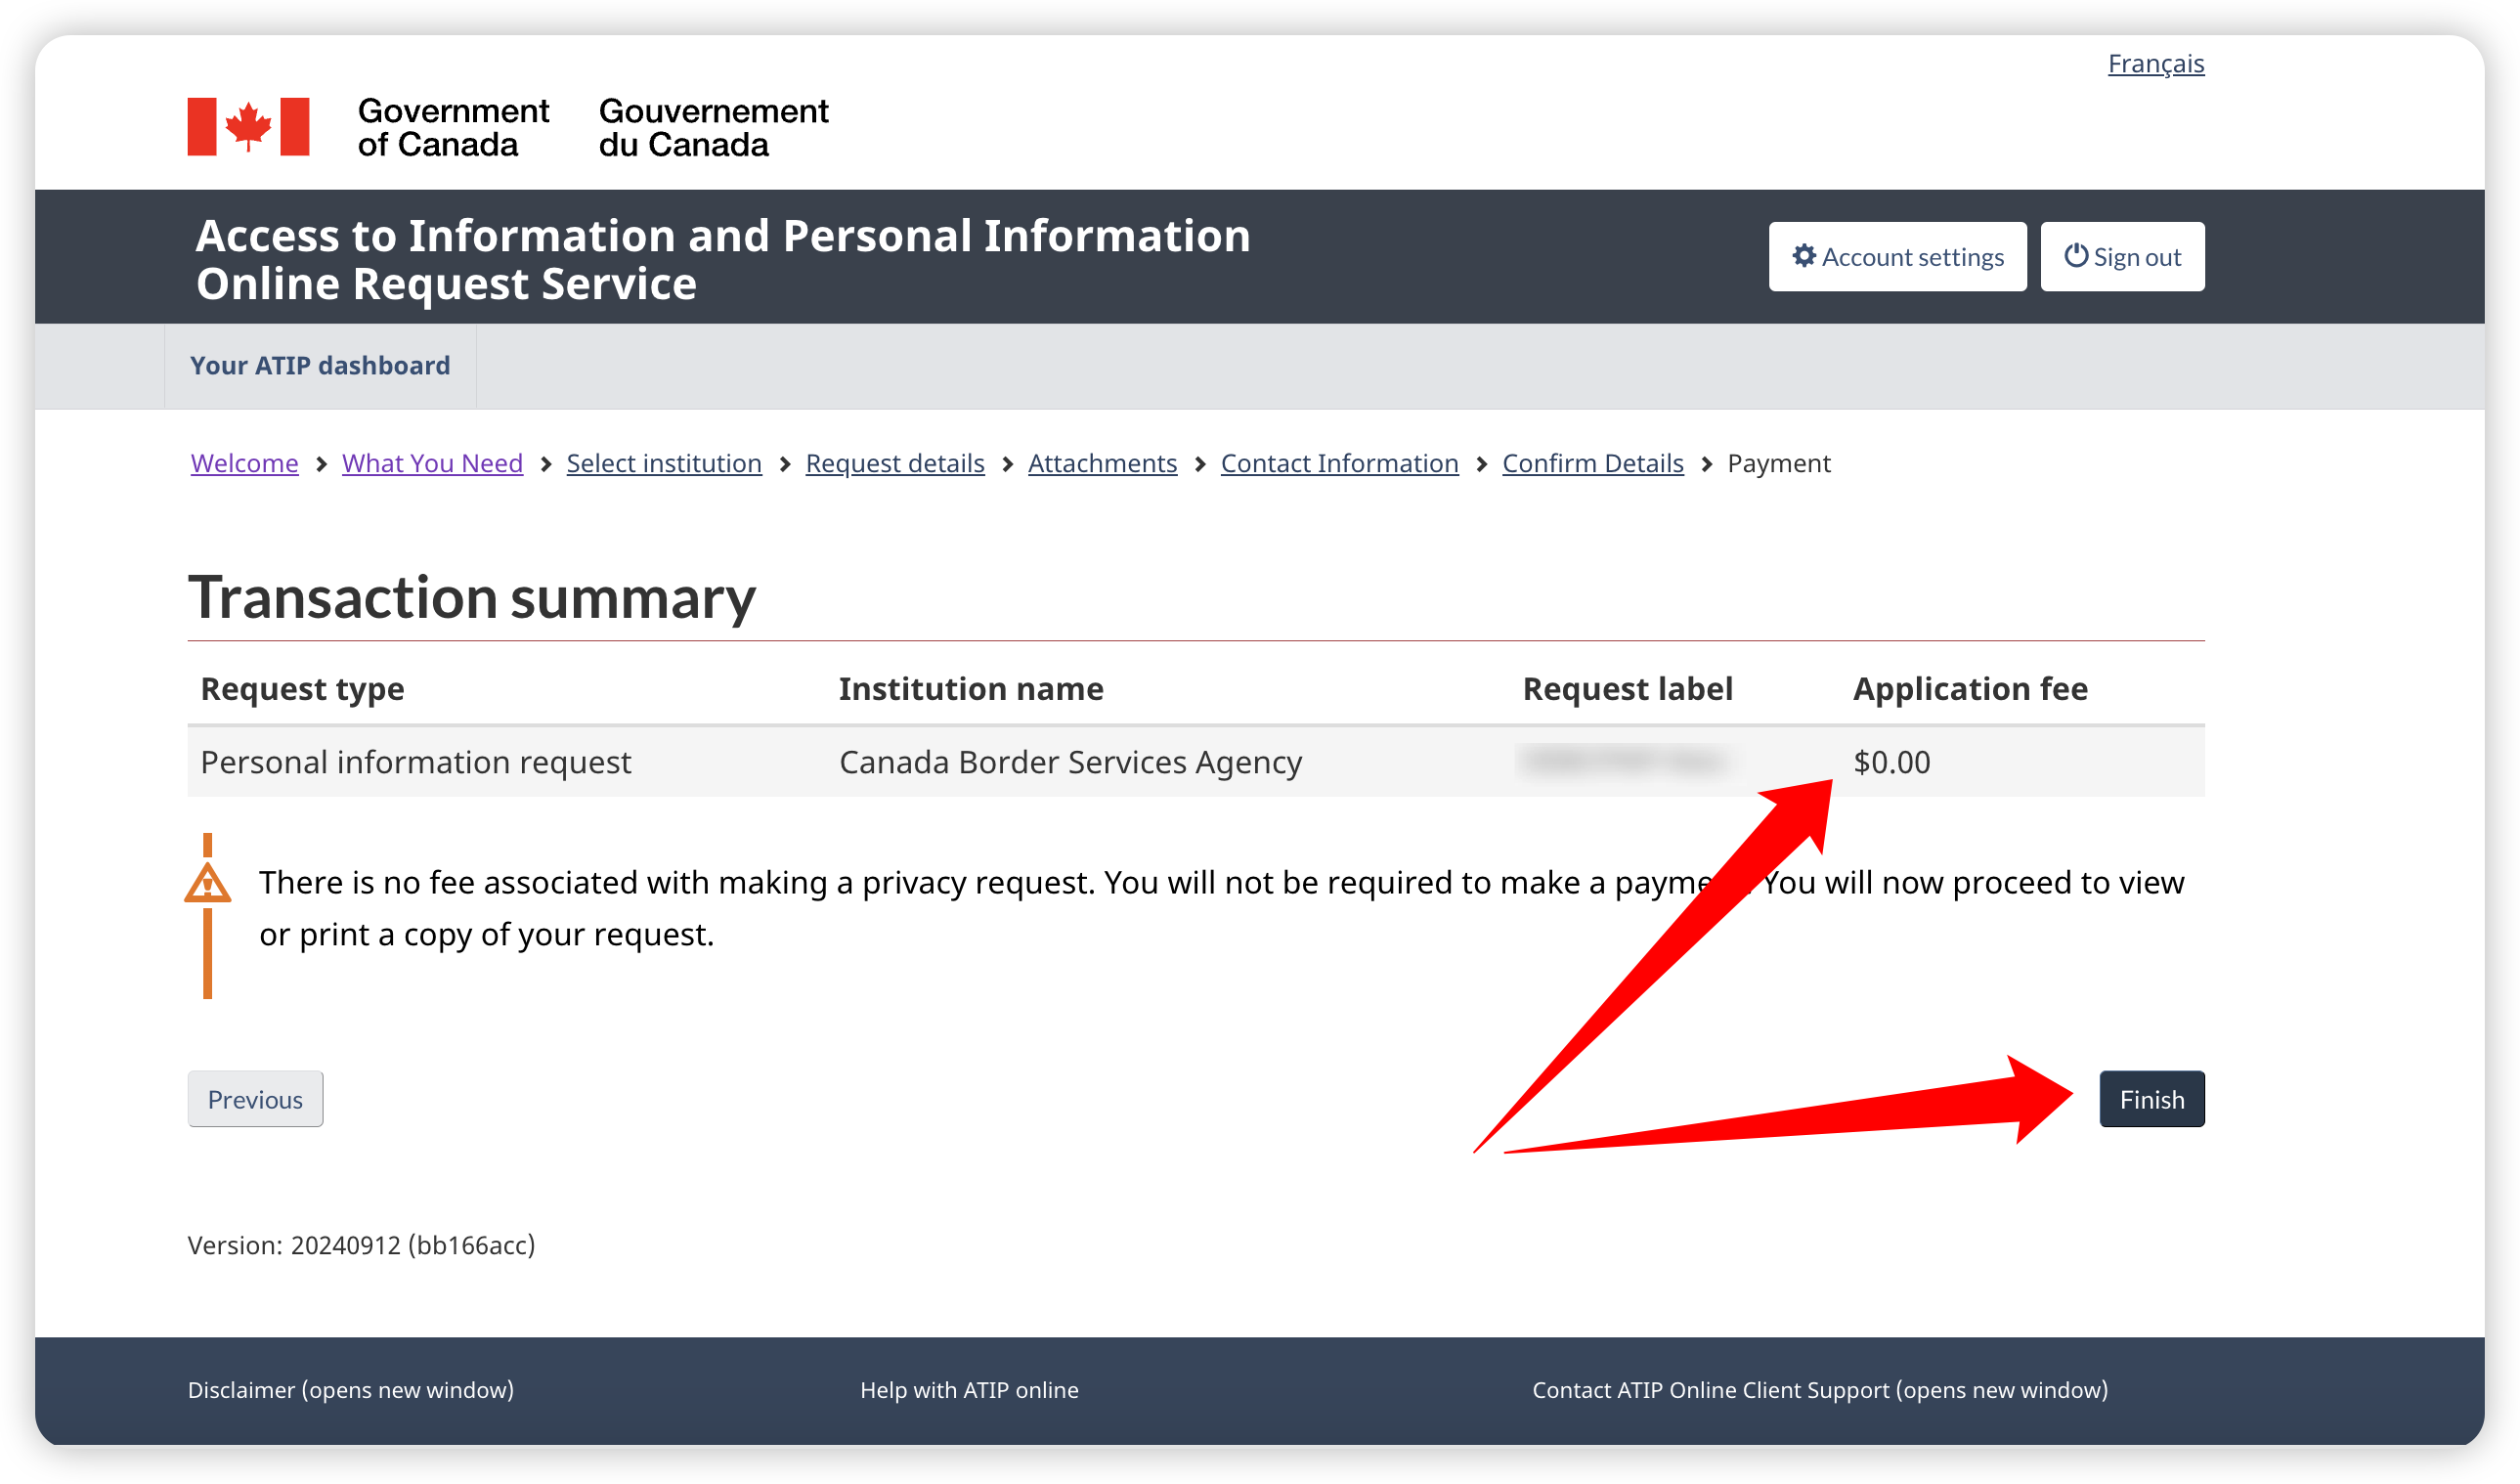 Français
Government of Canada
Gouvernement du Canada
Access to Information and Personal Information
Online Request Service
Account settings
Sign out
Your ATIP dashboard
Welcome > What You Need > Select institution > Request details > Attachments > Contact Information > Confirm Details > Payment
Transaction summary
Request type Institution name Request label Application fee
Personal information request Canada Border Services Agency $0.00
There is no fee associated with making a privacy request. You will not be required to make a You will now proceed to view
or print a copy of your request.
Previous
Finish
Version: 20240912 (bb166acc)
Disclaimer (opens new window) Help with ATIP online Contact ATIP Online Client Support (opens new window)